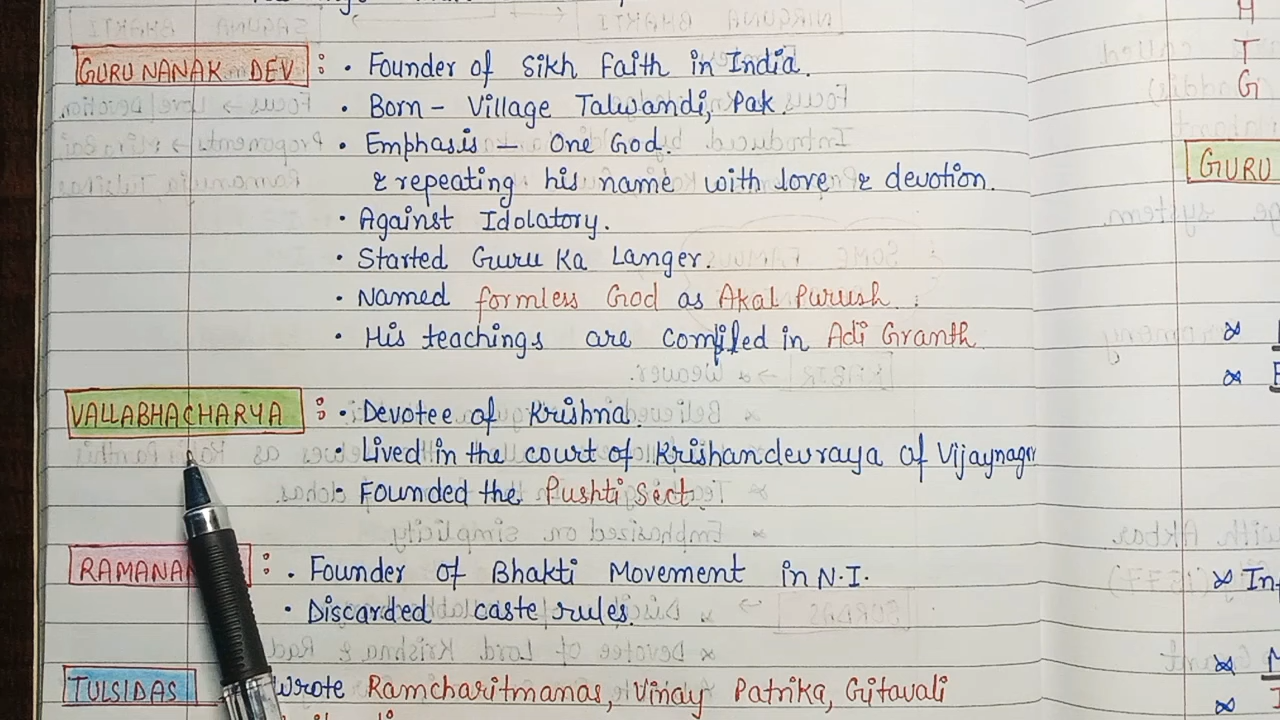 GURU NANAK DEV : • Founder of Sikh Faith in India.
• Born - Village Talwandi, Pak.
• Emphasis - One God.
& repeating his name with love & devotion.
• Against Idolatory.
• Started Guru Ka Langer.
• Named formless God as Akal Purush.
• His teachings are compiled in Adi Granth
VALLABHACHARYA : • Devotee of Krishna.
• Lived in the court of Krishandevraya of Vijaynagr
• Founded the Pushti Sect.
RAMANA : • Founder of Bhakti Movement in N.I.
• Discarded caste rules.
TULSIDAS wrote Ramcharitmanas, Vinay Patrika, Gitavali
H
T
G
GURU